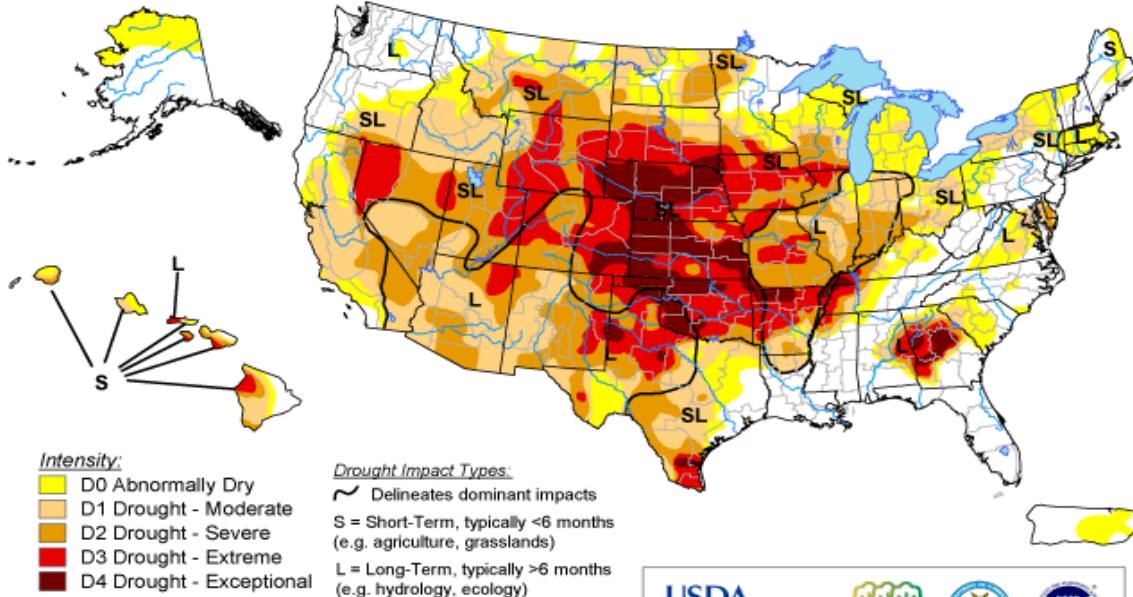 L
S
SL
SL
SL
SL
L
SL
SL
SL
SL
L
L
L
L
S
L
L
SL
Intensity:
D0 Abnormally Dry
D1 Drought - Moderate
D2 Drought - Severe
D3 Drought - Extreme
D4 Drought - Exceptional
Drought Impact Types:
Delineates dominant impacts
S = Short-Term, typically <6 months
(e.g. agriculture, grasslands)
L = Long-Term, typically >6 months
(e.g. hydrology, ecology)
USDA